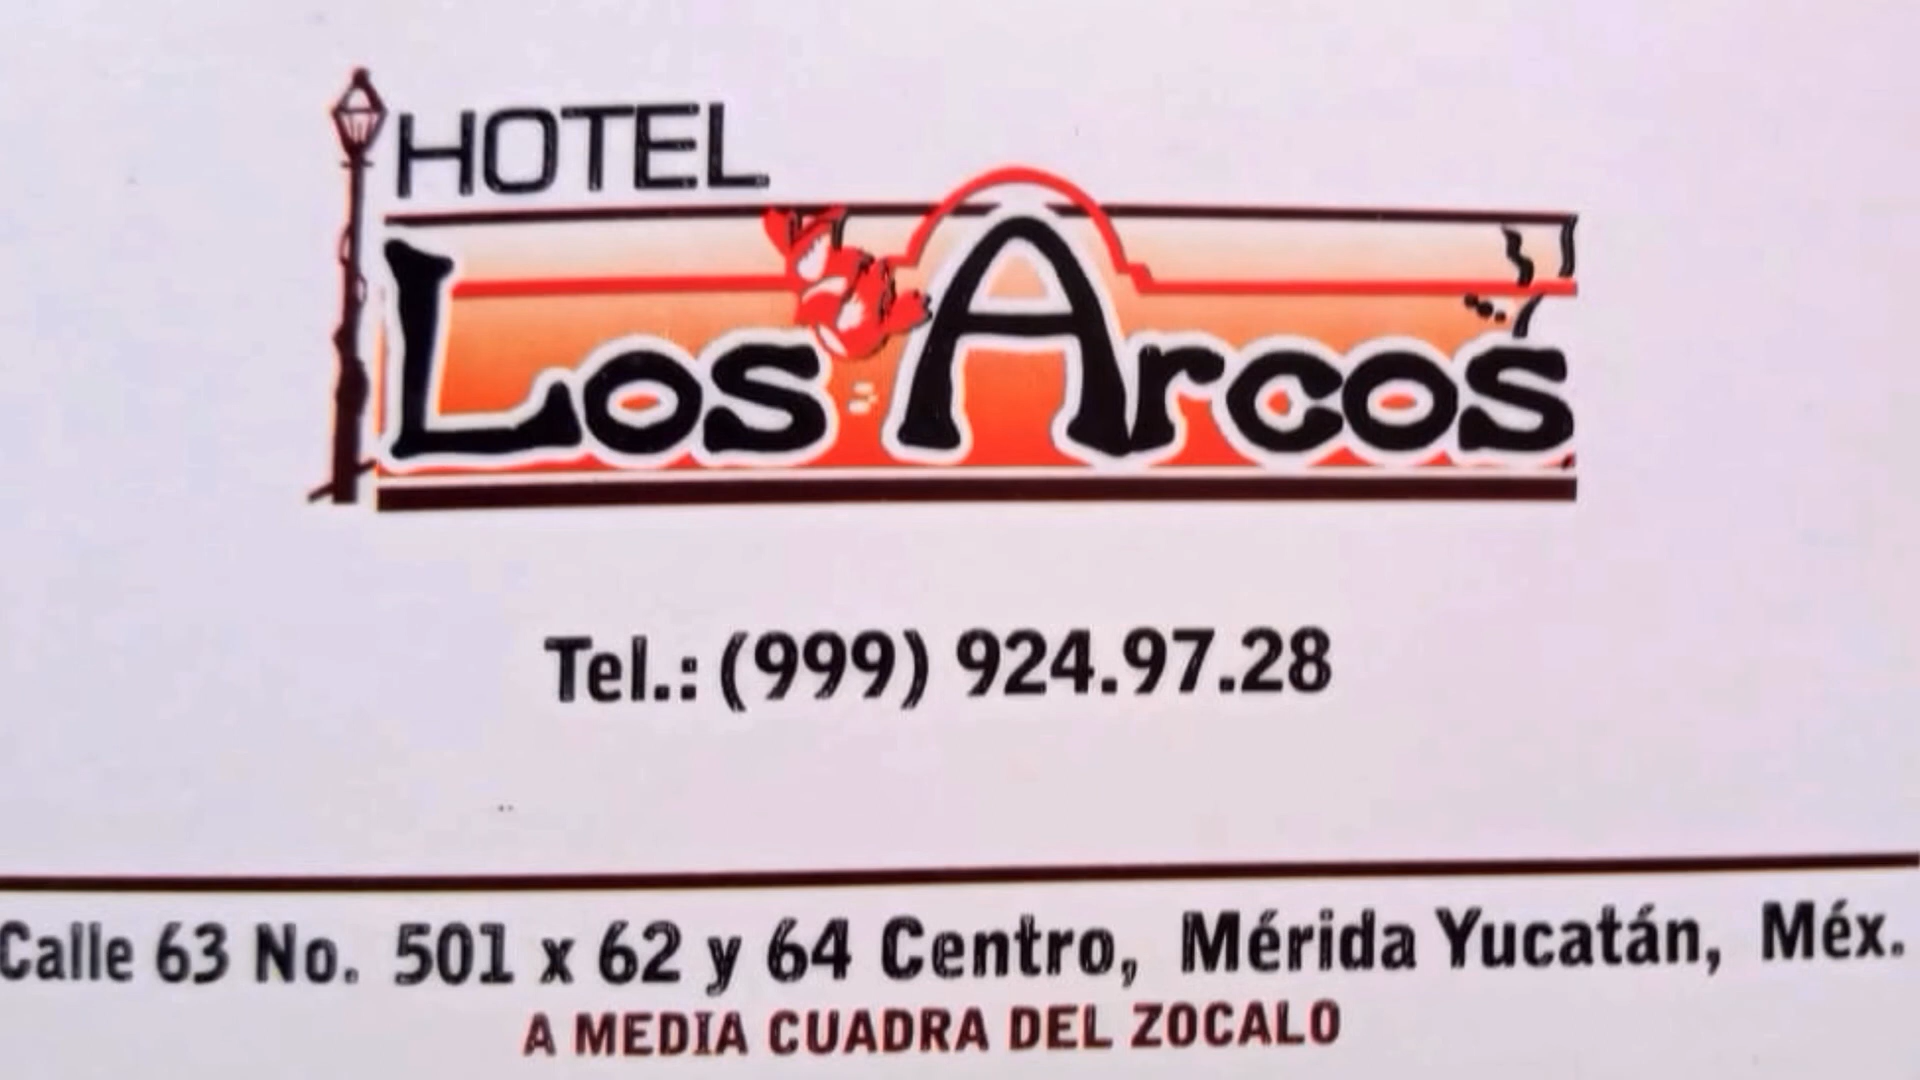 HOTEL
Los Arcos
Tel.: (999) 924.97.28
Calle 63 No. 501 x 62 y 64 Centro, Mérida Yucatán, Méx.
A MEDIA CUADRA DEL ZOCALO